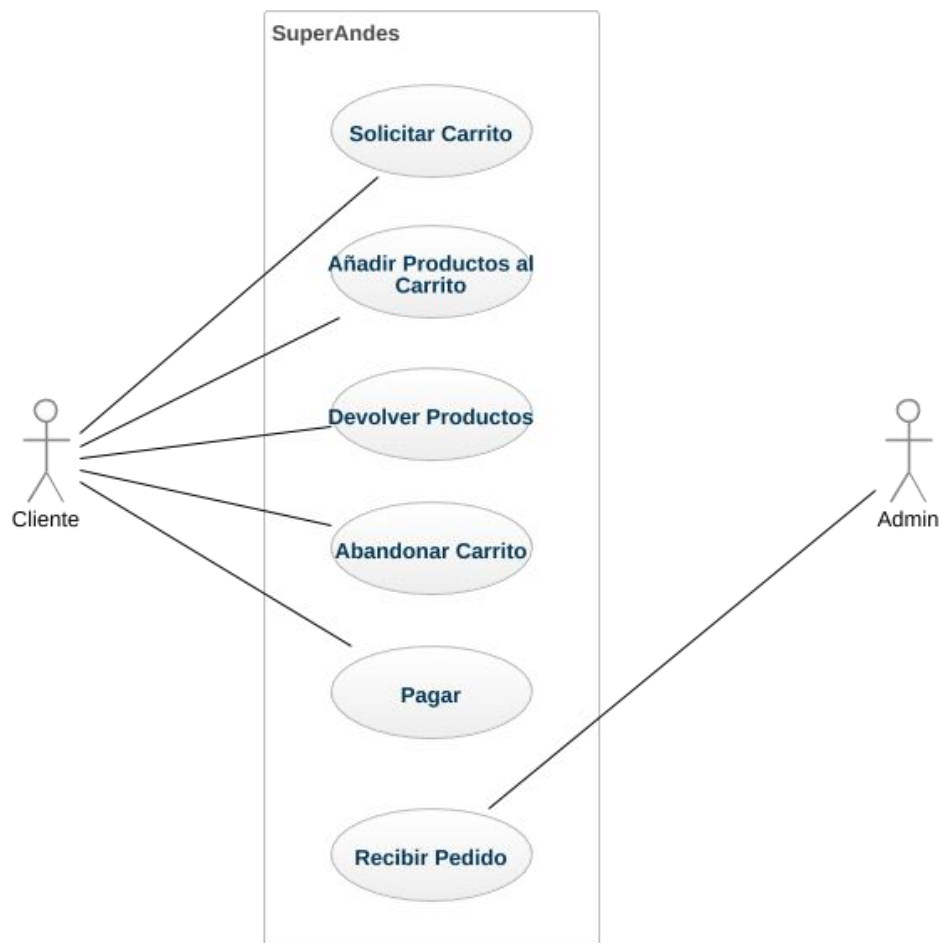 SuperAndes
Solicitar Carrito
Añadir Productos al
Carrito
Devolver Productos
Cliente
Admin
Abandonar Carrito
Pagar
Recibir Pedido